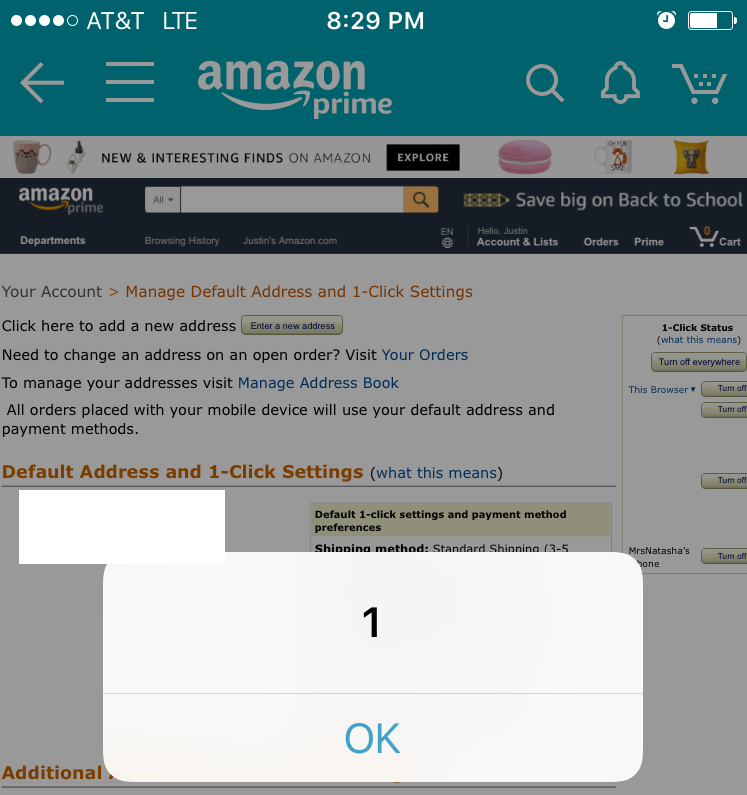 AT&T LTE 8:29 PM
amazon prime
NEW & INTERESTING FINDS ON AMAZON EXPLORE OH FOR SAKE
amazon prime All Save big on Back to School
Departments Browsing History Justin's Amazon.com EN Hello, Justin Account & Lists Orders Prime 0 Cart
Your Account > Manage Default Address and 1-Click Settings
Click here to add a new address Enter a new address
Need to change an address on an open order? Visit Your Orders
To manage your addresses visit Manage Address Book
All orders placed with your mobile device will use your default address and
payment methods.
1-Click Status
(what this means)
Turn off everywhere
This Browser ▾ Turn off
Turn off
Turn off
MrsNatasha's Turn off
Default Address and 1-Click Settings (what this means)
Default 1-click settings and payment method
preferences
Shipping method: Standard Shipping (3-5
1
OK
Additional